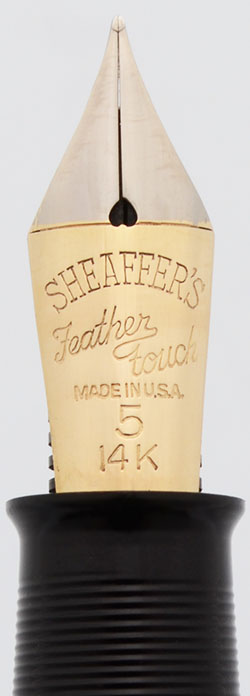 SHEAFFER'S
Feather
touch
MADE IN U.S.A.
5
14K